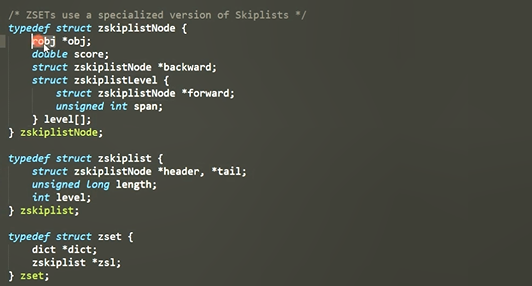 /* ZSETs use a specialized version of Skiplists */
typedef struct zskiplistNode {
robj *obj;
double score;
struct zskiplistNode *backward;
struct zskiplistLevel {
struct zskiplistNode *forward;
unsigned int span;
} level[];
} zskiplistNode;
typedef struct zskiplist {
struct zskiplistNode *header, *tail;
unsigned long length;
int level;
} zskiplist;
typedef struct zset {
dict *dict;
zskiplist *zsl;
} zset;